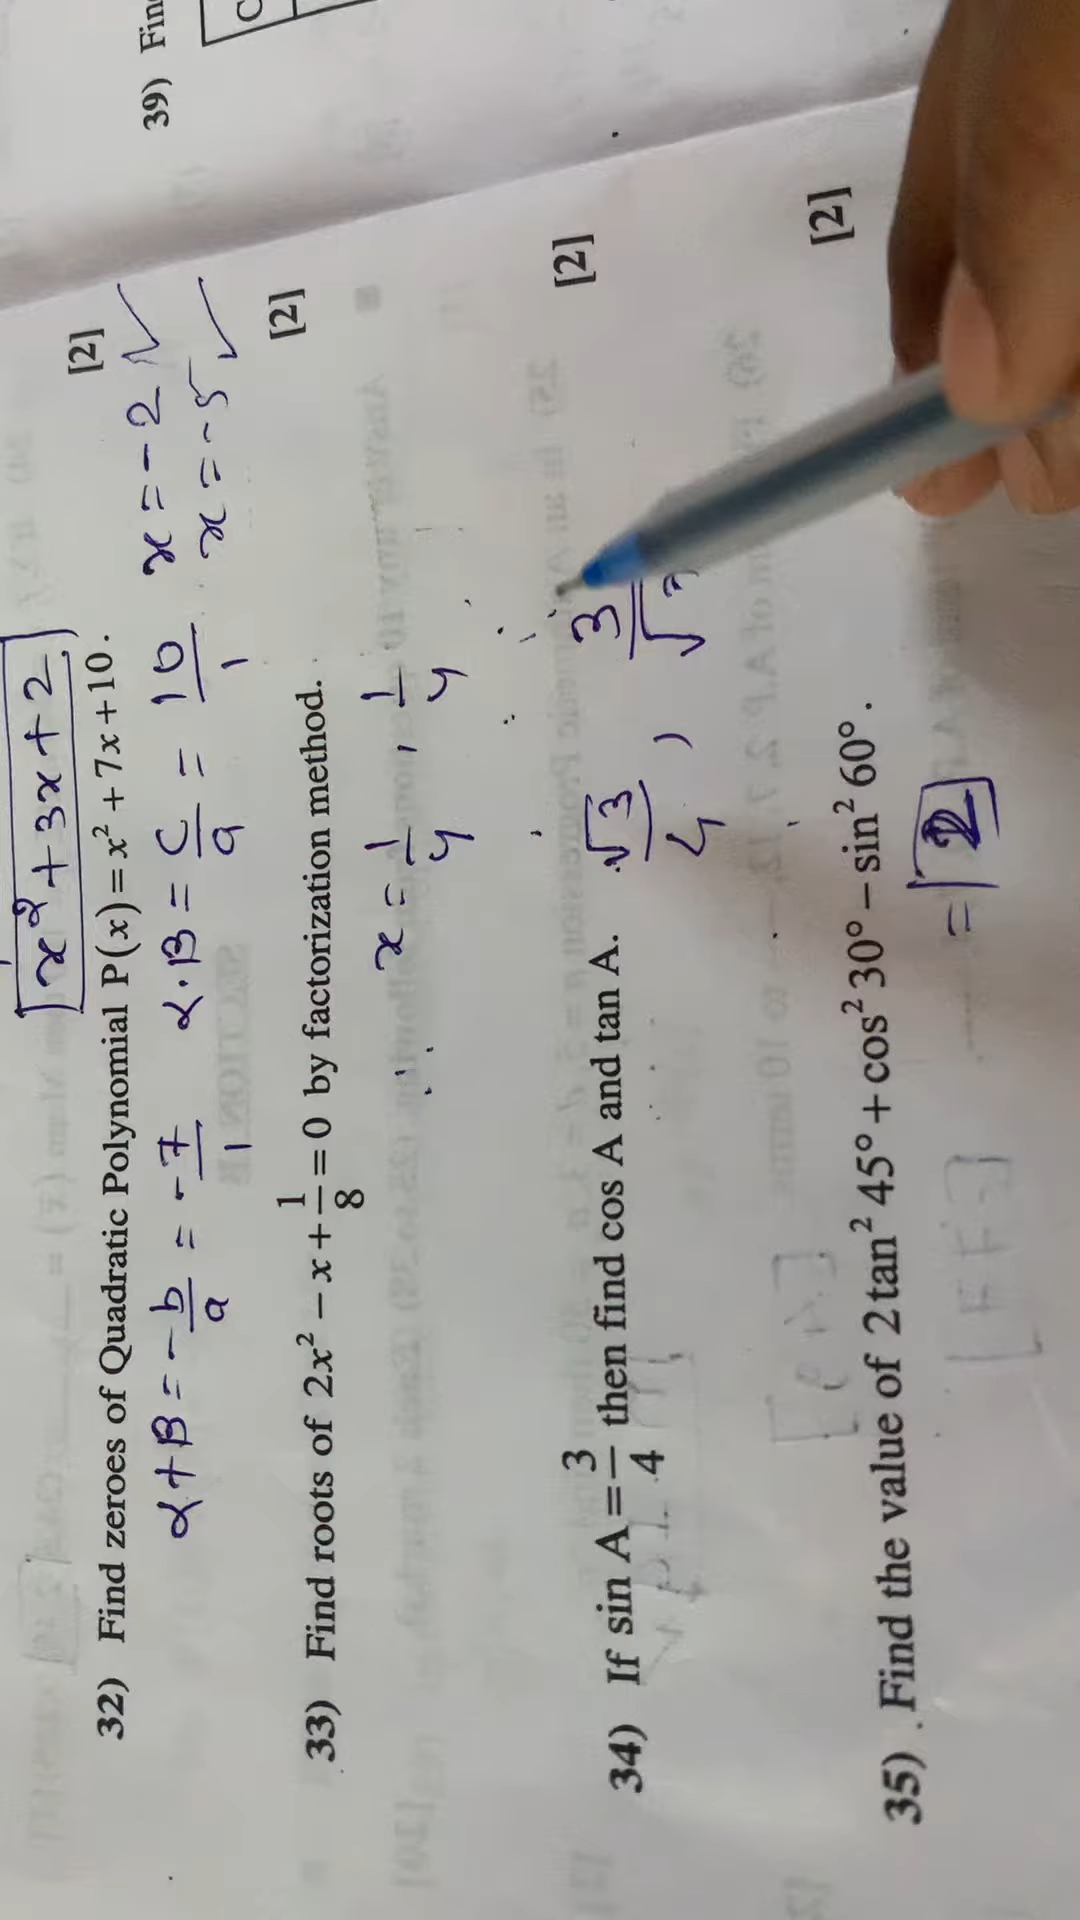 x² + 3x + 2
32) Find zeroes of Quadratic Polynomial P(x) = x² + 7x + 10. [2]
α + B = -b/a = -7/1 α·B = c/a = 10/1 x = -2
x = -5
33) Find roots of 2x² − x + 1/8 = 0 by factorization method. [2]
x = 1/4, 1/4
34) If sin A = 3/4 then find cos A and tan A. [2]
√3/4 , 3/√
35) Find the value of 2 tan² 45° + cos² 30° − sin² 60°. [2]
= 2
39) Fin